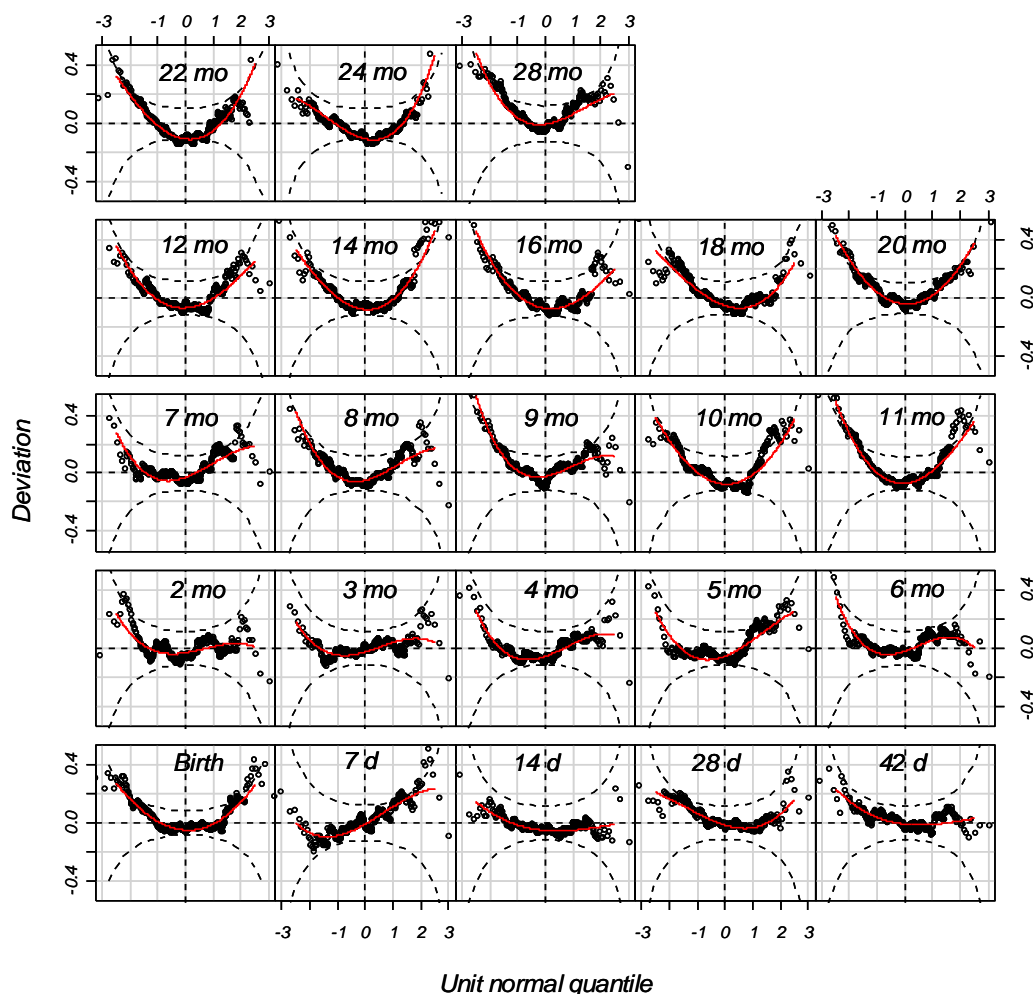 -3 -1 0 1 2 3 -3 -1 0 1 2 3
22 mo 24 mo 28 mo
0.4
0.0
-0.4
-3 -1 0 1 2 3
12 mo 14 mo 16 mo 18 mo 20 mo
0.4
0.0
-0.4
7 mo 8 mo 9 mo 10 mo 11 mo
0.4
0.0
-0.4
Deviation
2 mo 3 mo 4 mo 5 mo 6 mo
0.4
0.0
-0.4
Birth 7 d 14 d 28 d 42 d
0.4
0.0
-0.4
-3 -1 0 1 2 3 -3 -1 0 1 2 3
Unit normal quantile